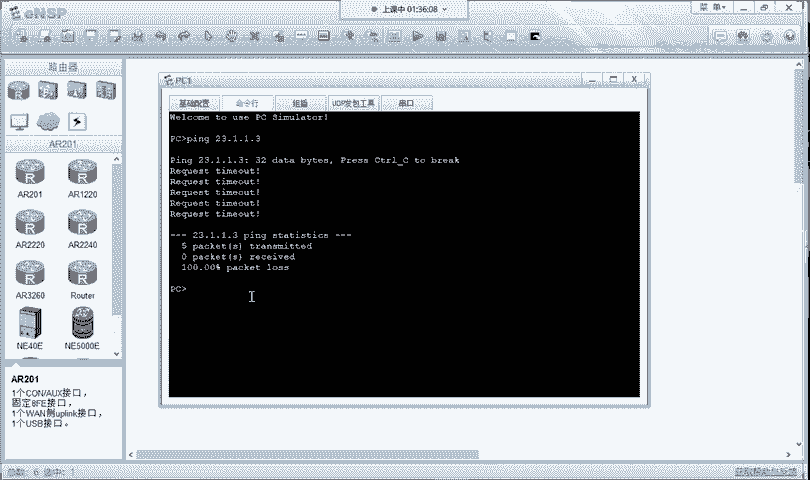 eNSP
上课中 01:36:08
菜 单
路由器
AR201
AR201
AR1220
AR2220
AR2240
AR3260
Router
NE40E
NE5000E
AR201
1个CON/AUX接口，
固定8FE接口，
1个WAN侧uplink接口，
1个USB接口。
PC1
基础配置
命令行
组播
UDP发包工具
串口
Welcome to use PC Simulator!
PC>ping 23.1.1.3
Ping 23.1.1.3: 32 data bytes, Press Ctrl_C to break
Request timeout!
Request timeout!
Request timeout!
Request timeout!
Request timeout!
--- 23.1.1.3 ping statistics ---
5 packet(s) transmitted
0 packet(s) received
100.00% packet loss
PC>
总数: 6 选中: 1